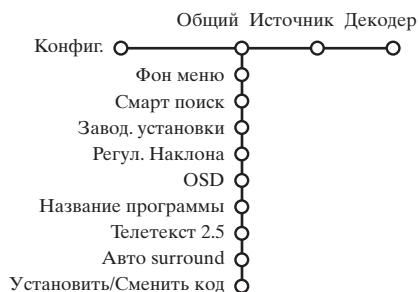 Общий Источник Декодер
Конфиг.
Фон меню
Смарт поиск
Завод. установки
Регул. Наклона
OSD
Название программы
Телетекст 2.5
Авто surround
Установить/Сменить код